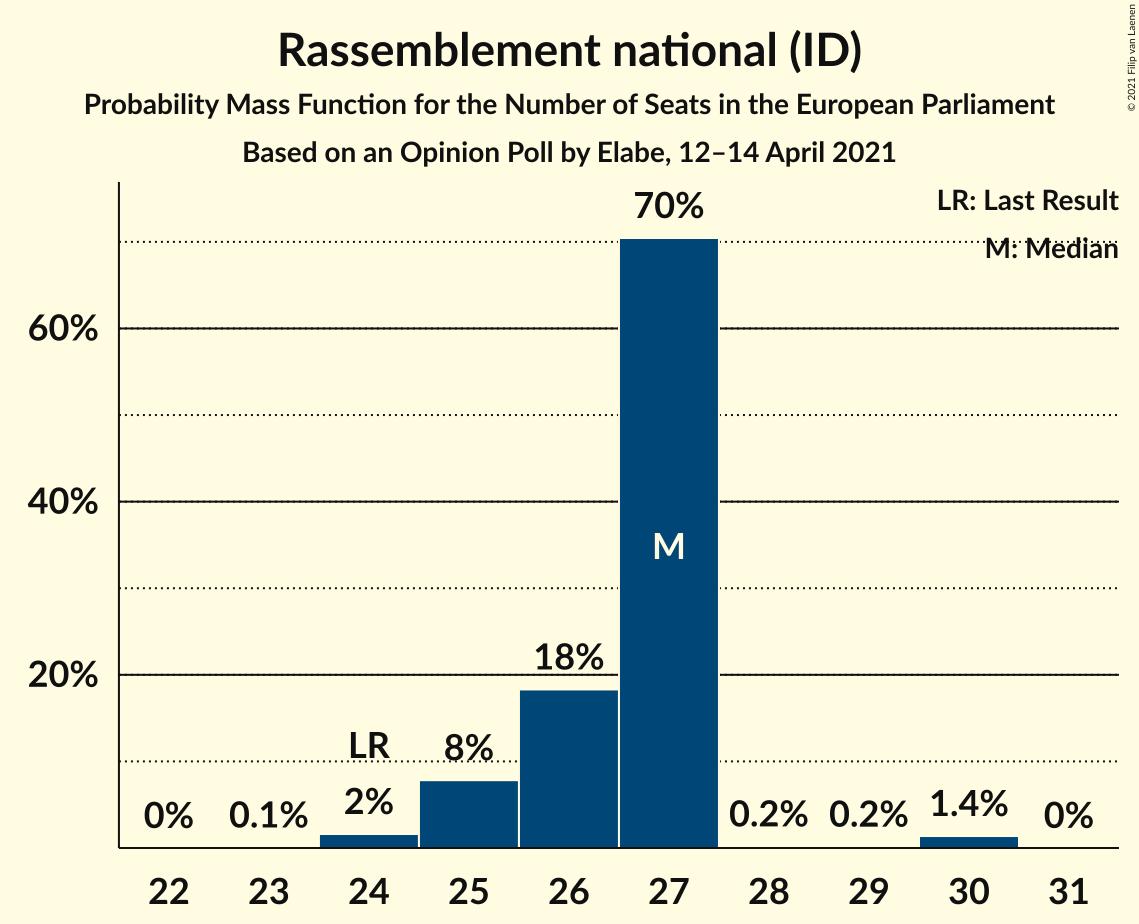 Rassemblement national (ID)
Probability Mass Function for the Number of Seats in the European Parliament
Based on an Opinion Poll by Elabe, 12–14 April 2021
© 2021 Filip van Laenen
LR: Last Result
M: Median
60%
40%
20%
0%
0.1%
LR
2%
8%
18%
70%
M
0.2%
0.2%
1.4%
0%
22 23 24 25 26 27 28 29 30 31